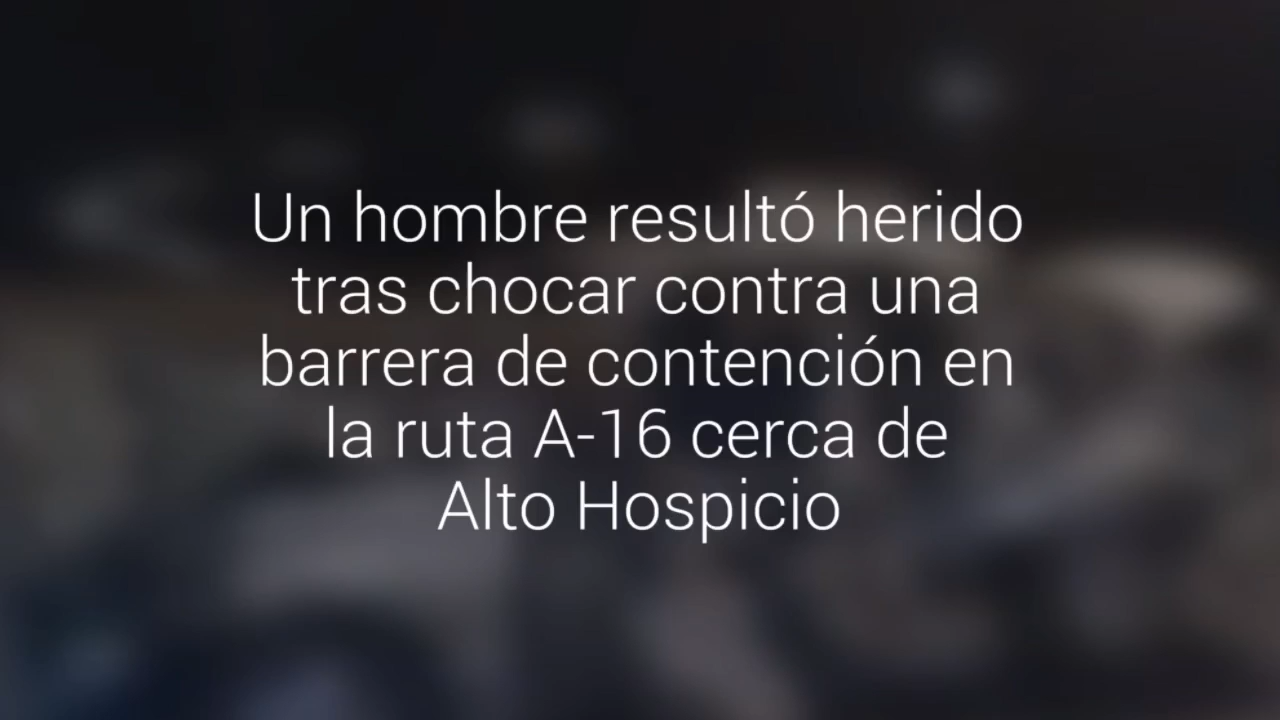 Un hombre resultó herido
tras chocar contra una
barrera de contención en
la ruta A-16 cerca de
Alto Hospicio